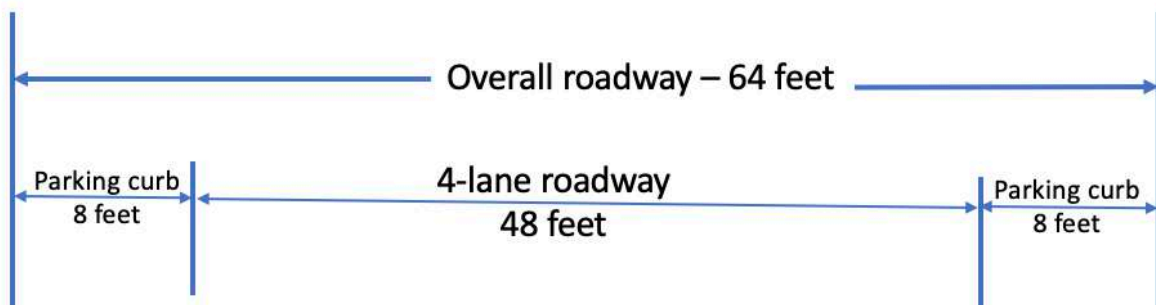 Overall roadway – 64 feet
Parking curb
8 feet
4-lane roadway
48 feet
Parking curb
8 feet